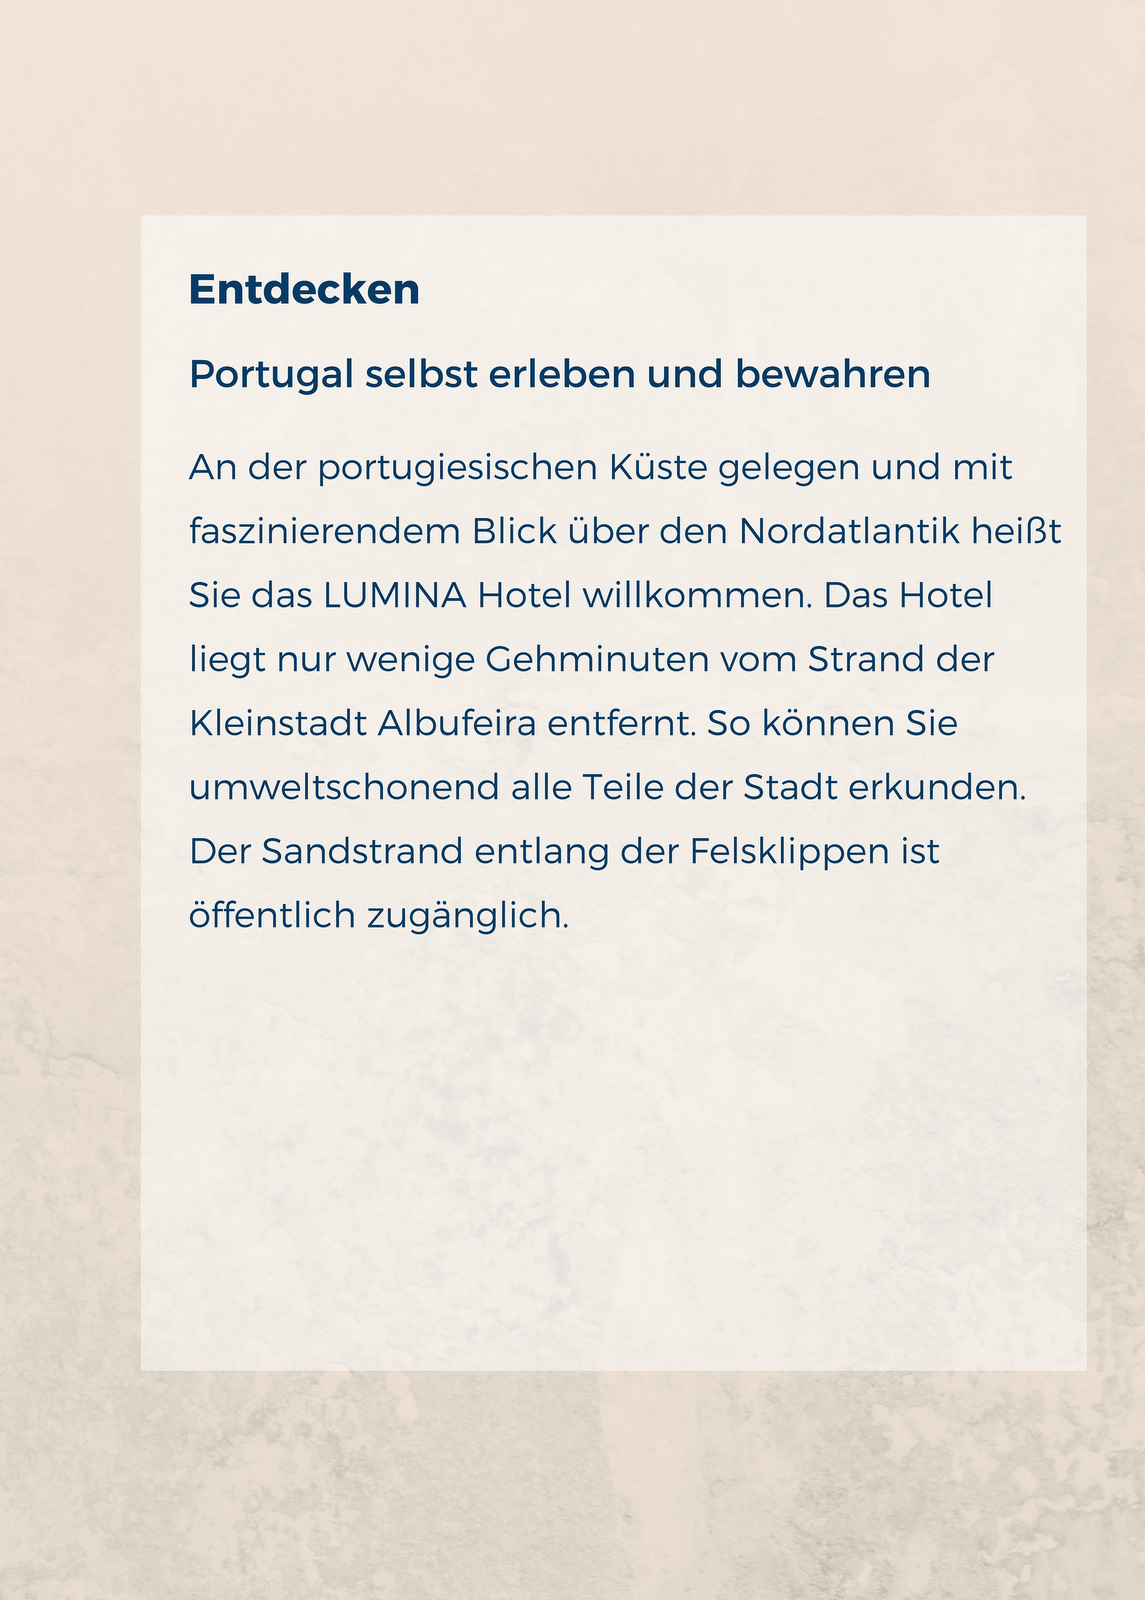 Entdecken
Portugal selbst erleben und bewahren
An der portugiesischen Küste gelegen und mit
faszinierendem Blick über den Nordatlantik heißt
Sie das LUMINA Hotel willkommen. Das Hotel
liegt nur wenige Gehminuten vom Strand der
Kleinstadt Albufeira entfernt. So können Sie
umweltschonend alle Teile der Stadt erkunden.
Der Sandstrand entlang der Felsklippen ist
öffentlich zugänglich.